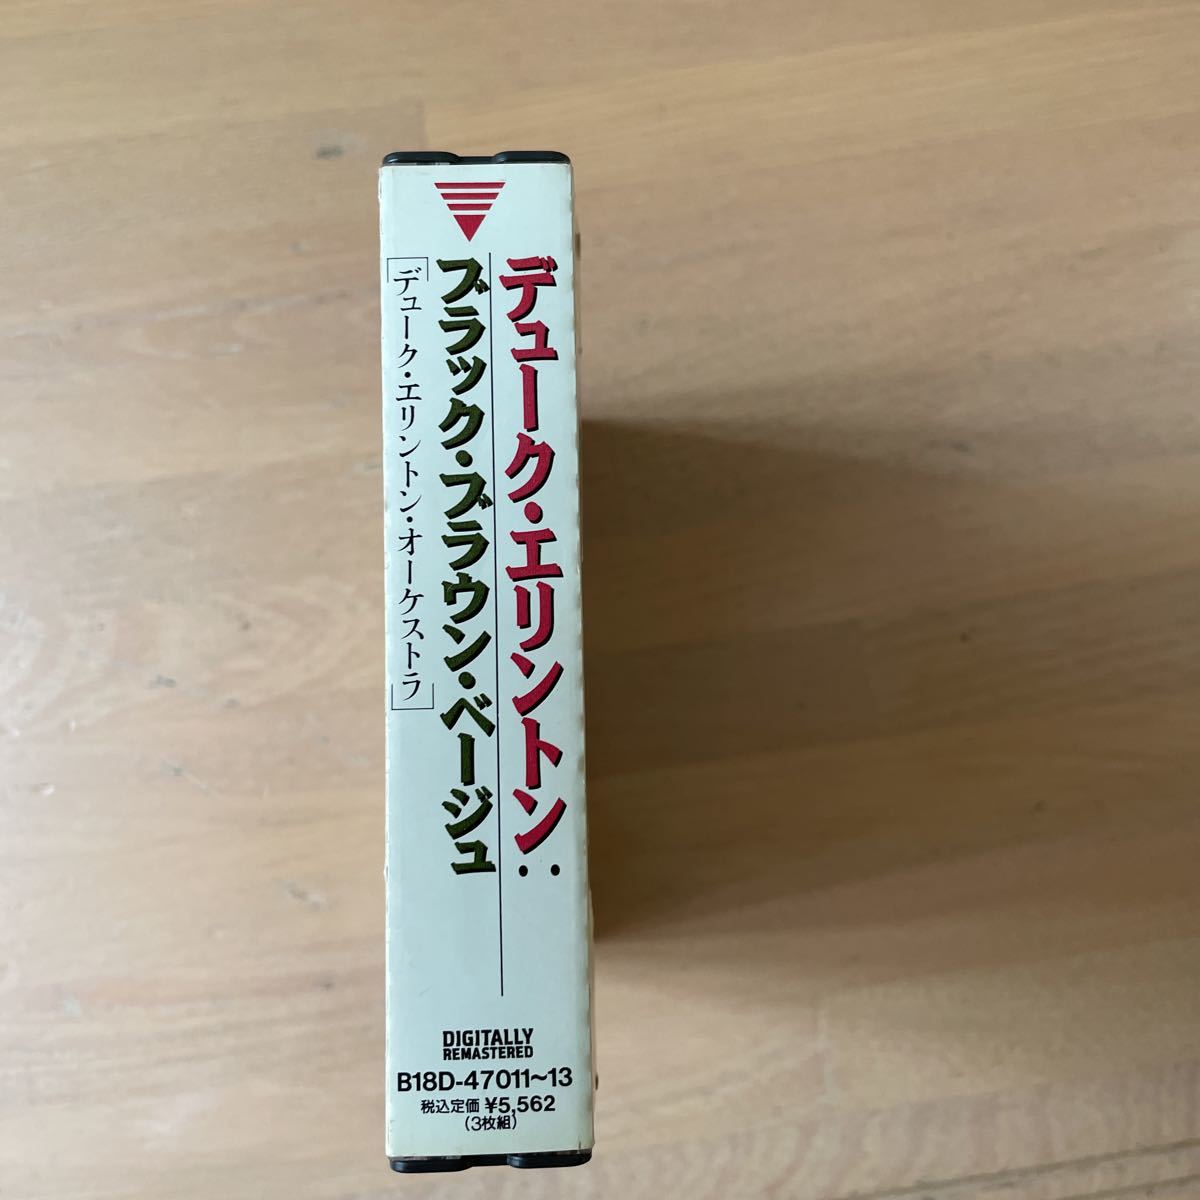 デューク・エリントン:
ブラック・ブラウン・ベージュ
[デューク・エリントン・オーケストラ]
DIGITALLY
REMASTERED
B18D-47011~13
税込定価 ¥5,562
(3枚組)